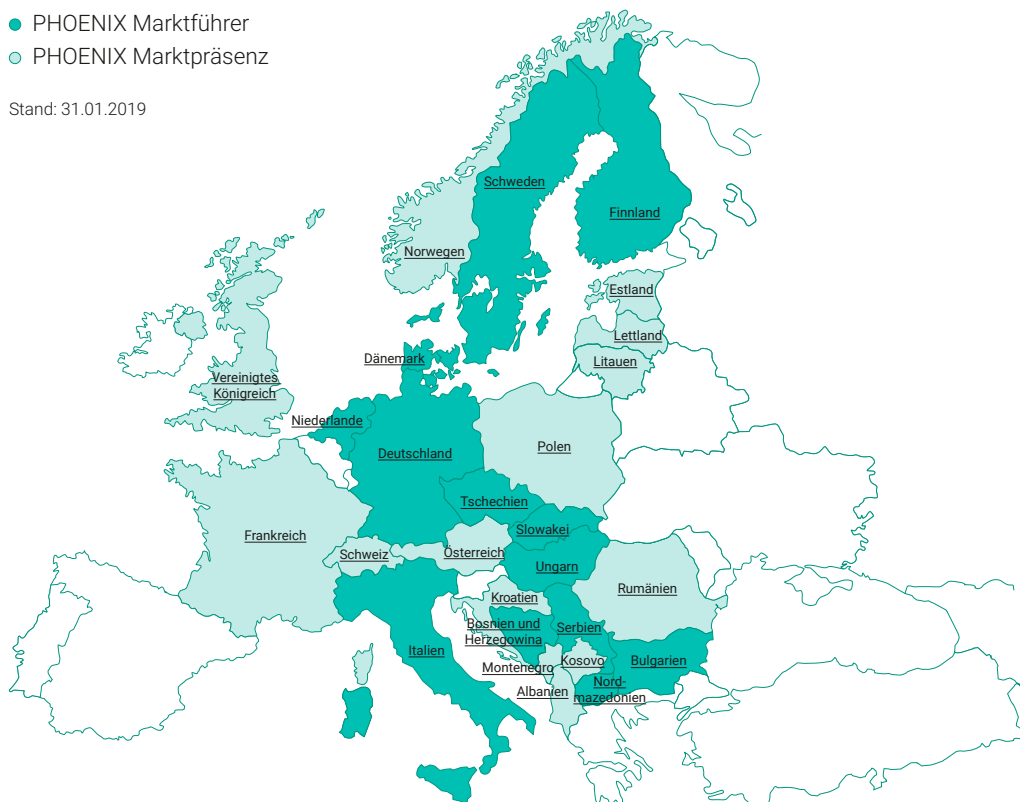 PHOENIX Marktführer
PHOENIX Marktpräsenz
Stand: 31.01.2019
Schweden
Finnland
Norwegen
Estland
Lettland
Dänemark
Litauen
Vereinigtes
Königreich
Niederlande
Polen
Deutschland
Tschechien
Slowakei
Frankreich
Schweiz
Österreich
Ungarn
Rumänien
Kroatien
Bosnien und
Herzegowina
Serbien
Italien
Kosovo
Bulgarien
Montenegro
Nord-
mazedonien
Albanien